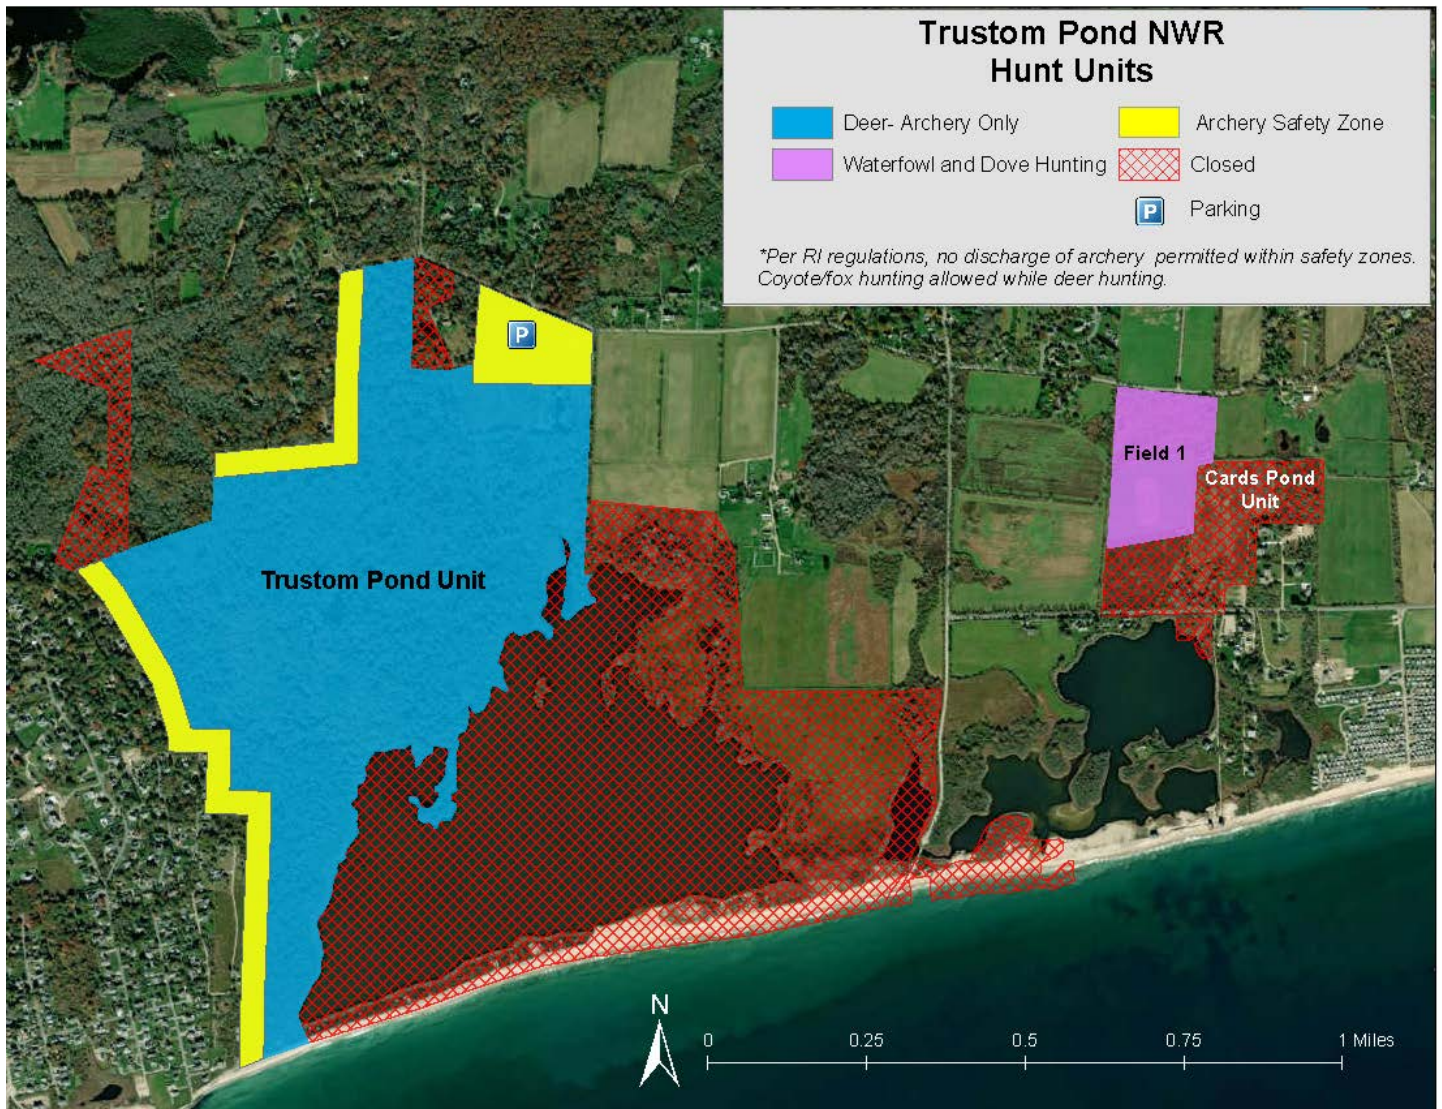 Trustom Pond NWR
Hunt Units
Deer- Archery Only
Archery Safety Zone
Waterfowl and Dove Hunting
Closed
P
Parking
*Per RI regulations, no discharge of archery permitted within safety zones.
Coyote/fox hunting allowed while deer hunting.
P
Field 1
Cards Pond
Unit
Trustom Pond Unit
N
0 0.25 0.5 0.75 1 Miles